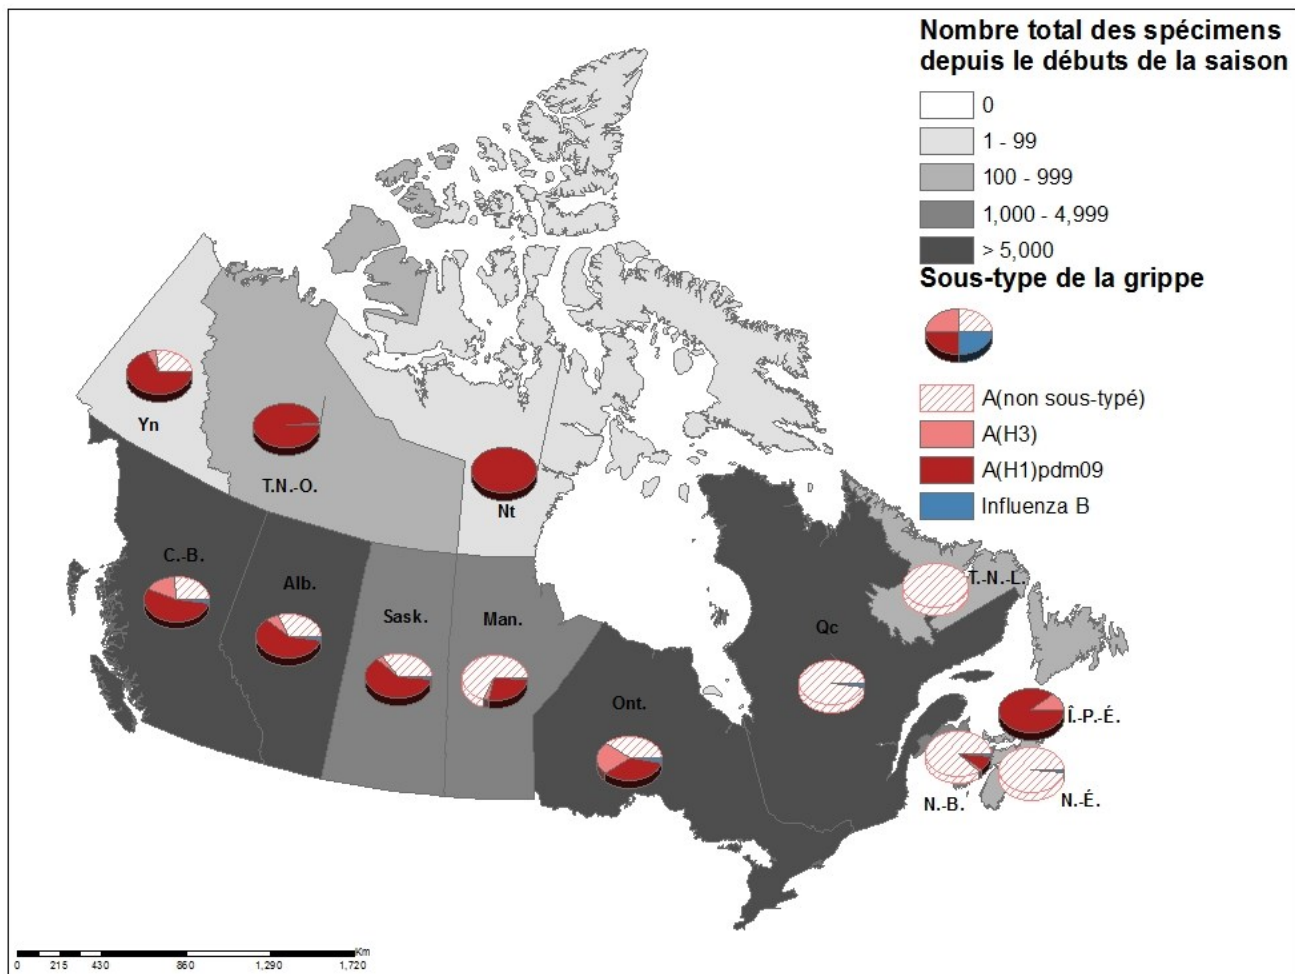 Nombre total des spécimens
depuis le débuts de la saison
0
1 - 99
100 - 999
1,000 - 4,999
> 5,000
Sous-type de la grippe
A(non sous-typé)
A(H3)
A(H1)pdm09
Influenza B
Yn
T.N.-O.
Nt
C.-B.
Alb.
Sask.
Man.
Ont.
Qc
T.-N.-L.
Î.-P.-É.
N.-B.
N.-É.
Km
0 215 430 860 1,290 1,720